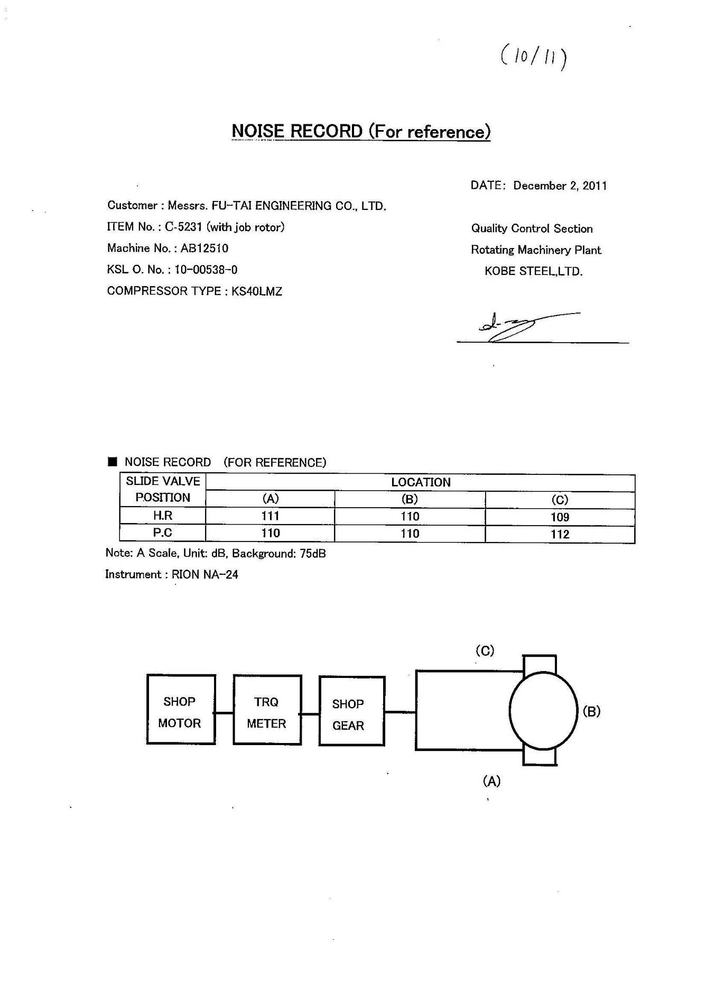 (10/11)
NOISE RECORD (For reference)
DATE: December 2, 2011
Customer : Messrs. FU-TAI ENGINEERING CO., LTD.
ITEM No. : C-5231 (with job rotor)
Quality Control Section
Machine No. : AB12510
Rotating Machinery Plant
KSL O. No. : 10-00538-0
KOBE STEEL,LTD.
COMPRESSOR TYPE : KS40LMZ
■ NOISE RECORD (FOR REFERENCE)
SLIDE VALVE POSITION LOCATION
(A) (B) (C)
H.R 111 110 109
P.C 110 110 112
Note: A Scale, Unit: dB, Background: 75dB
Instrument : RION NA-24
(C)
SHOP MOTOR
TRQ METER
SHOP GEAR
(B)
(A)